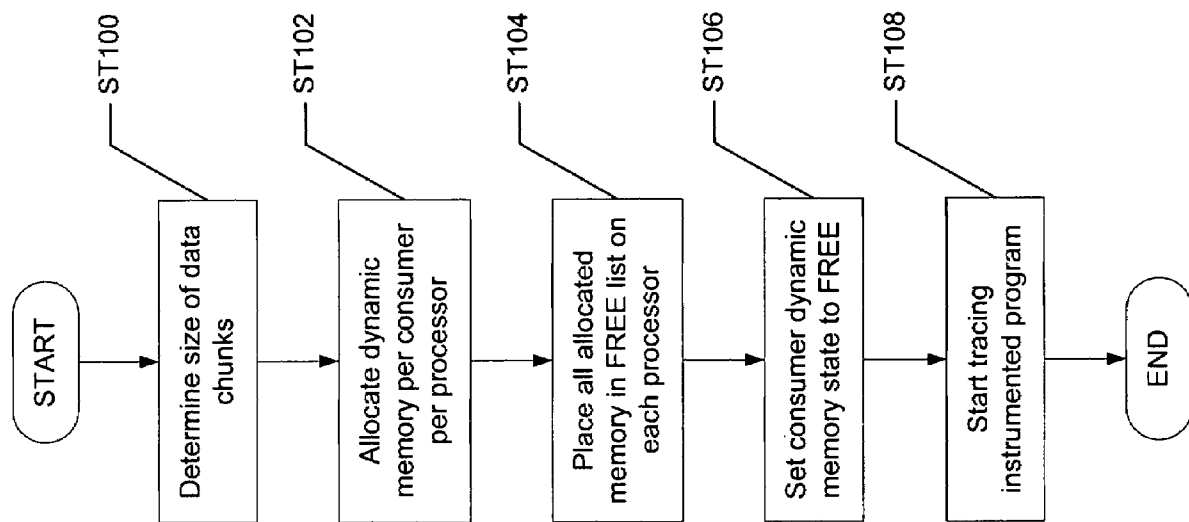 START
Determine size of data
chunks
ST100
Allocate dynamic
memory per consumer
per processor
ST102
Place all allocated
memory in FREE list on
each processor
ST104
Set consumer dynamic
memory state to FREE
ST106
Start tracing
instrumented program
ST108
END